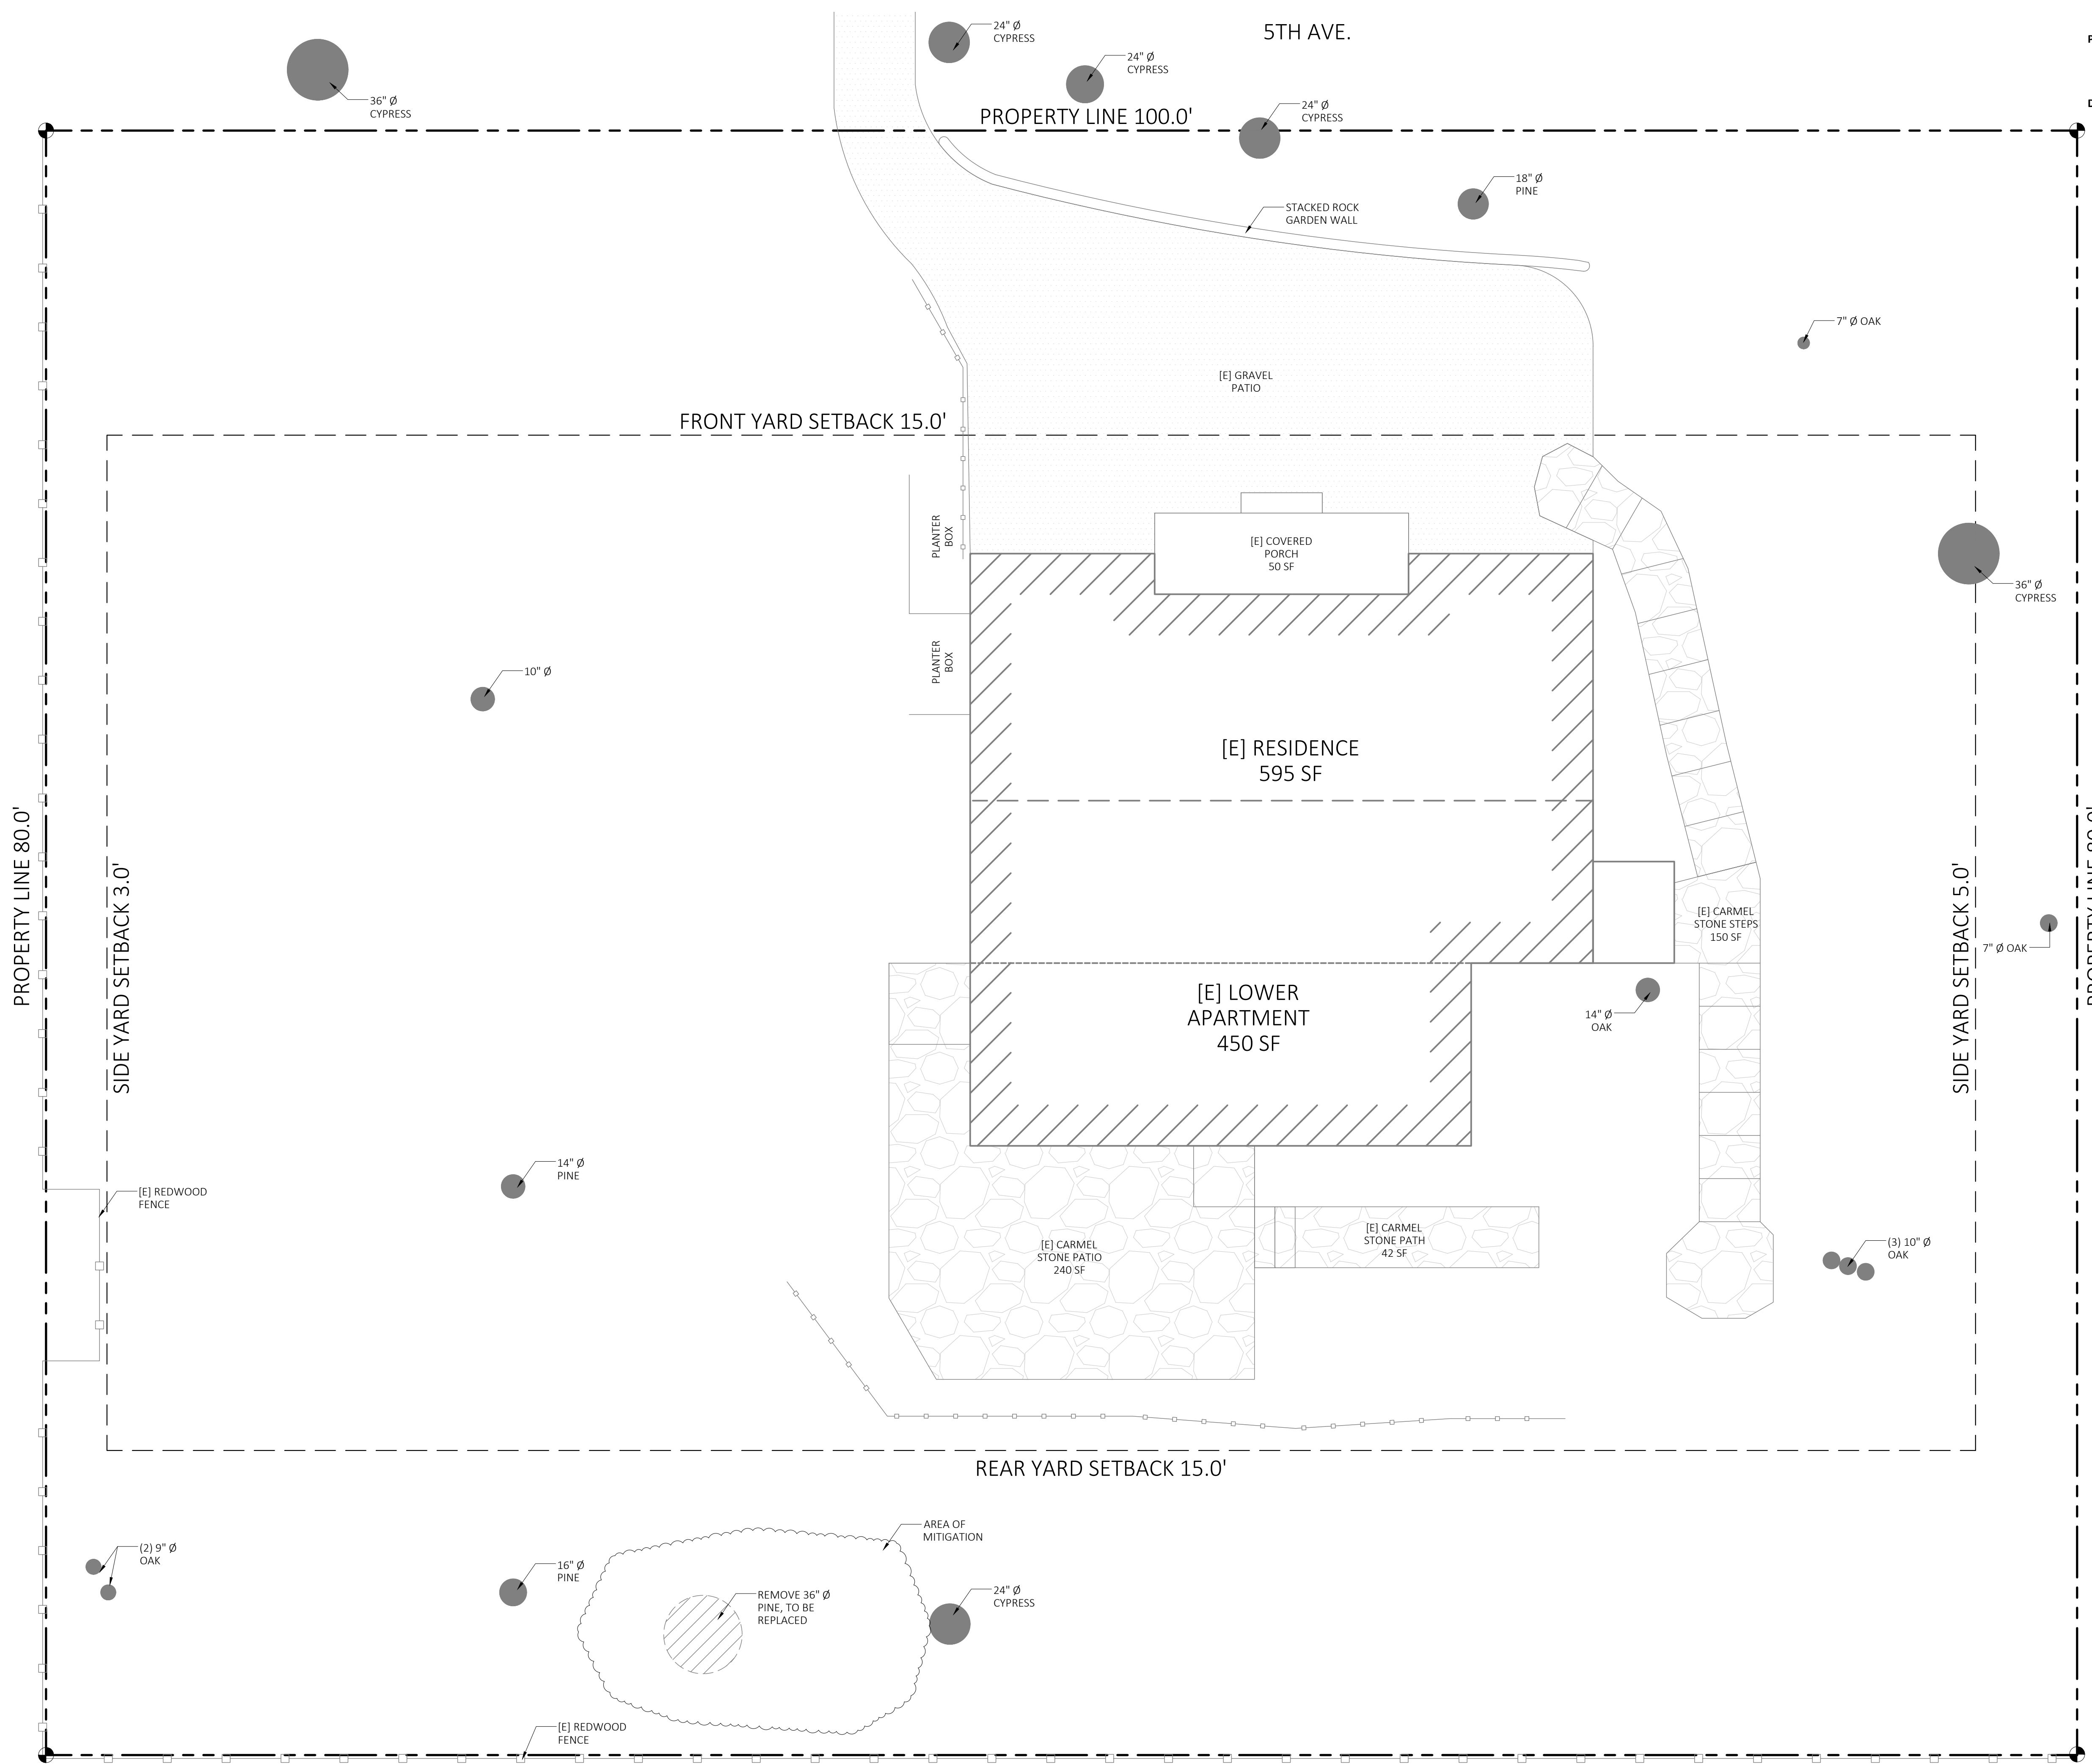 24" Ø
CYPRESS
5TH AVE.
24" Ø
CYPRESS
36" Ø
CYPRESS
24" Ø
CYPRESS
PROPERTY LINE 100.0'
18" Ø
PINE
STACKED ROCK
GARDEN WALL
7" Ø OAK
[E] GRAVEL
PATIO
FRONT YARD SETBACK 15.0'
PLANTER
BOX
[E] COVERED
PORCH
50 SF
36" Ø
CYPRESS
PLANTER
BOX
10" Ø
[E] RESIDENCE
595 SF
PROPERTY LINE 80.0'
SIDE YARD SETBACK 3.0'
[E] CARMEL
STONE STEPS
150 SF
SIDE YARD SETBACK 5.0'
7" Ø OAK
[E] LOWER
APARTMENT
450 SF
14" Ø
OAK
14" Ø
PINE
[E] REDWOOD
FENCE
[E] CARMEL
STONE PATIO
240 SF
[E] CARMEL
STONE PATH
42 SF
(3) 10" Ø
OAK
REAR YARD SETBACK 15.0'
AREA OF
MITIGATION
(2) 9" Ø
OAK
16" Ø
PINE
REMOVE 36" Ø
PINE, TO BE
REPLACED
24" Ø
CYPRESS
[E] REDWOOD
FENCE